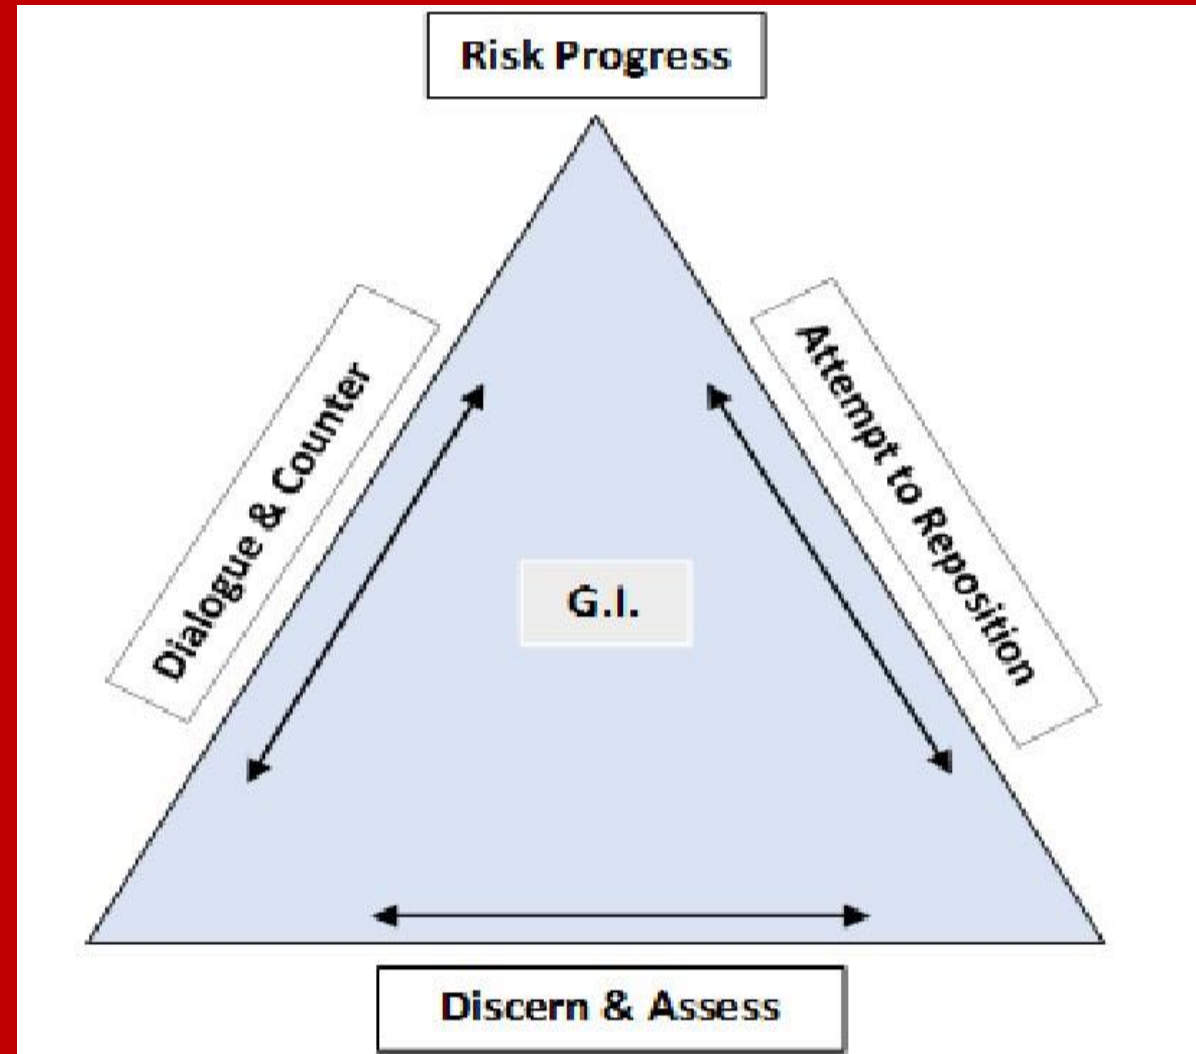 Risk Progress
Dialogue & Counter
Attempt to Reposition
G.I.
Discern & Assess